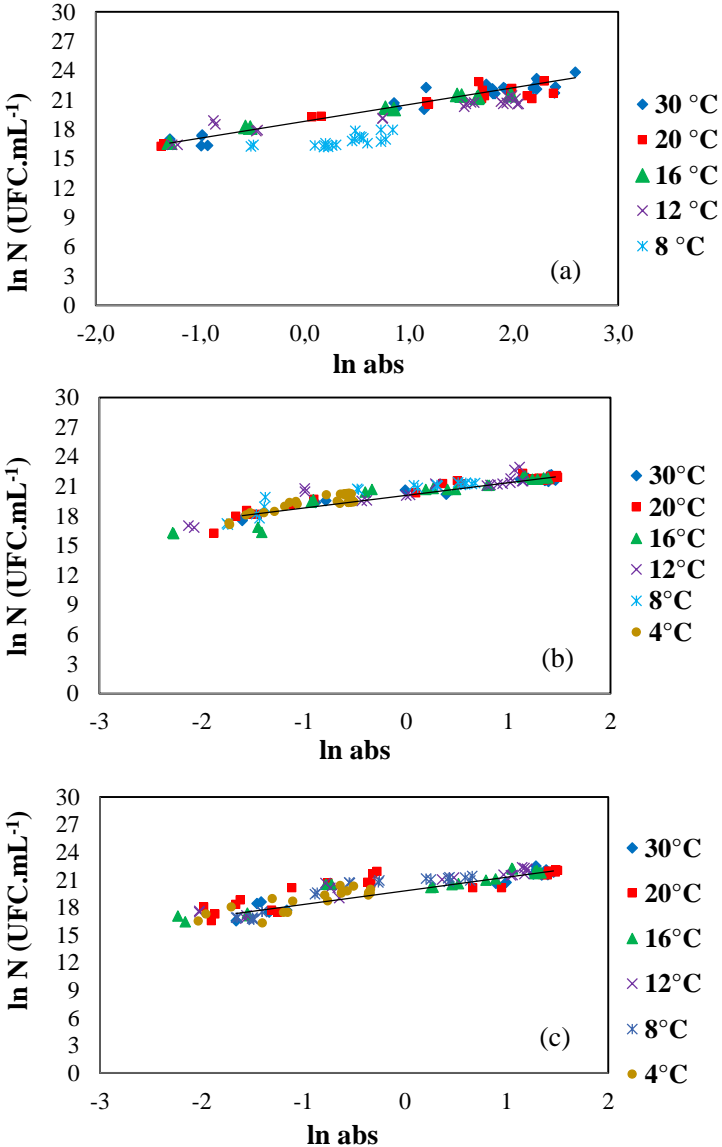 30
27
24
21
18
15
12
9
6
3
0
ln N (UFC.mL-1)
-2,0 -1,0 0,0 1,0 2,0 3,0
ln abs
(a)
30 °C
20 °C
16 °C
12 °C
8 °C
30
27
24
21
18
15
12
9
6
3
0
ln N (UFC.mL-1)
-3 -2 -1 0 1 2
ln abs
(b)
30°C
20°C
16°C
12°C
8°C
4°C
30
27
24
21
18
15
12
9
6
3
0
ln N (UFC.mL-1)
-3 -2 -1 0 1 2
ln abs
(c)
30°C
20°C
16°C
12°C
8°C
4°C